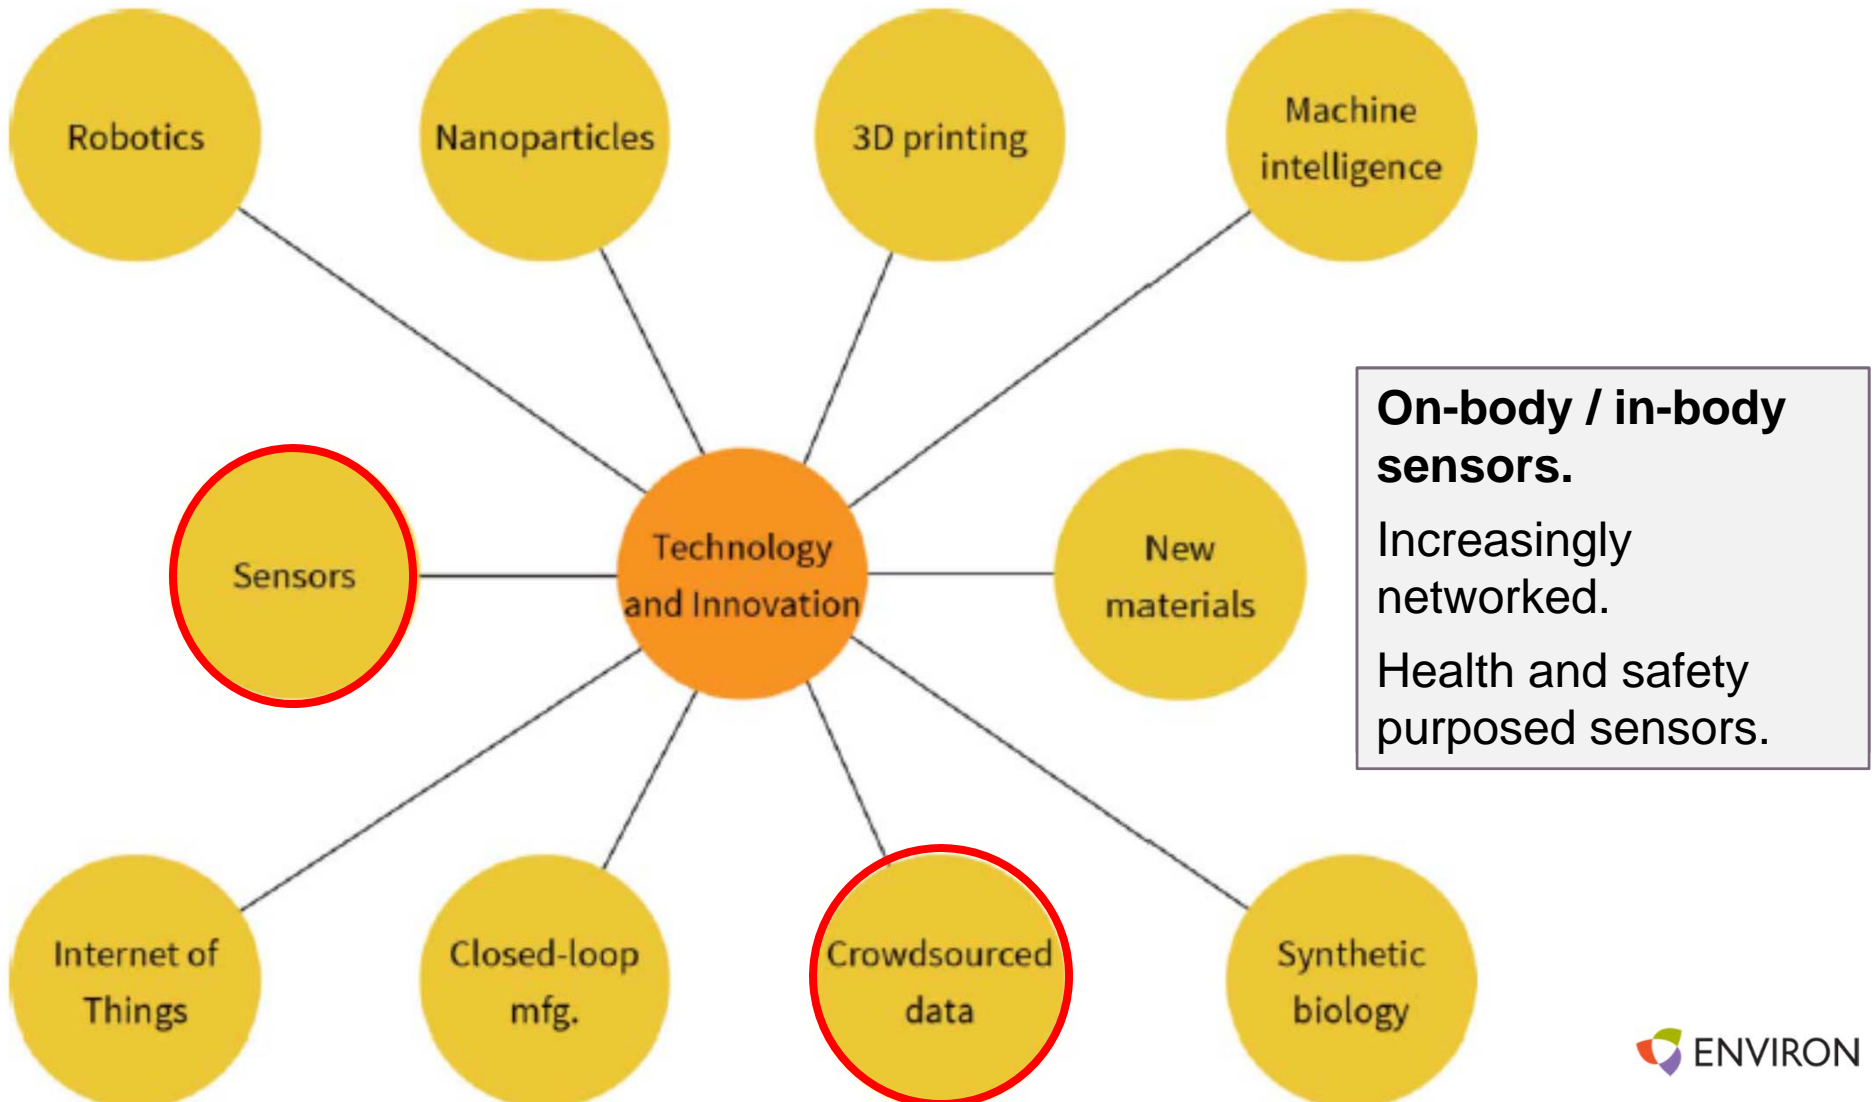 Robotics
Nanoparticles
3D printing
Machine
intelligence
Sensors
Technology
and Innovation
New
materials
On-body / in-body
sensors.
Increasingly
networked.
Health and safety
purposed sensors.
Internet of
Things
Closed-loop
mfg.
Crowdsourced
data
Synthetic
biology
ENVIRON